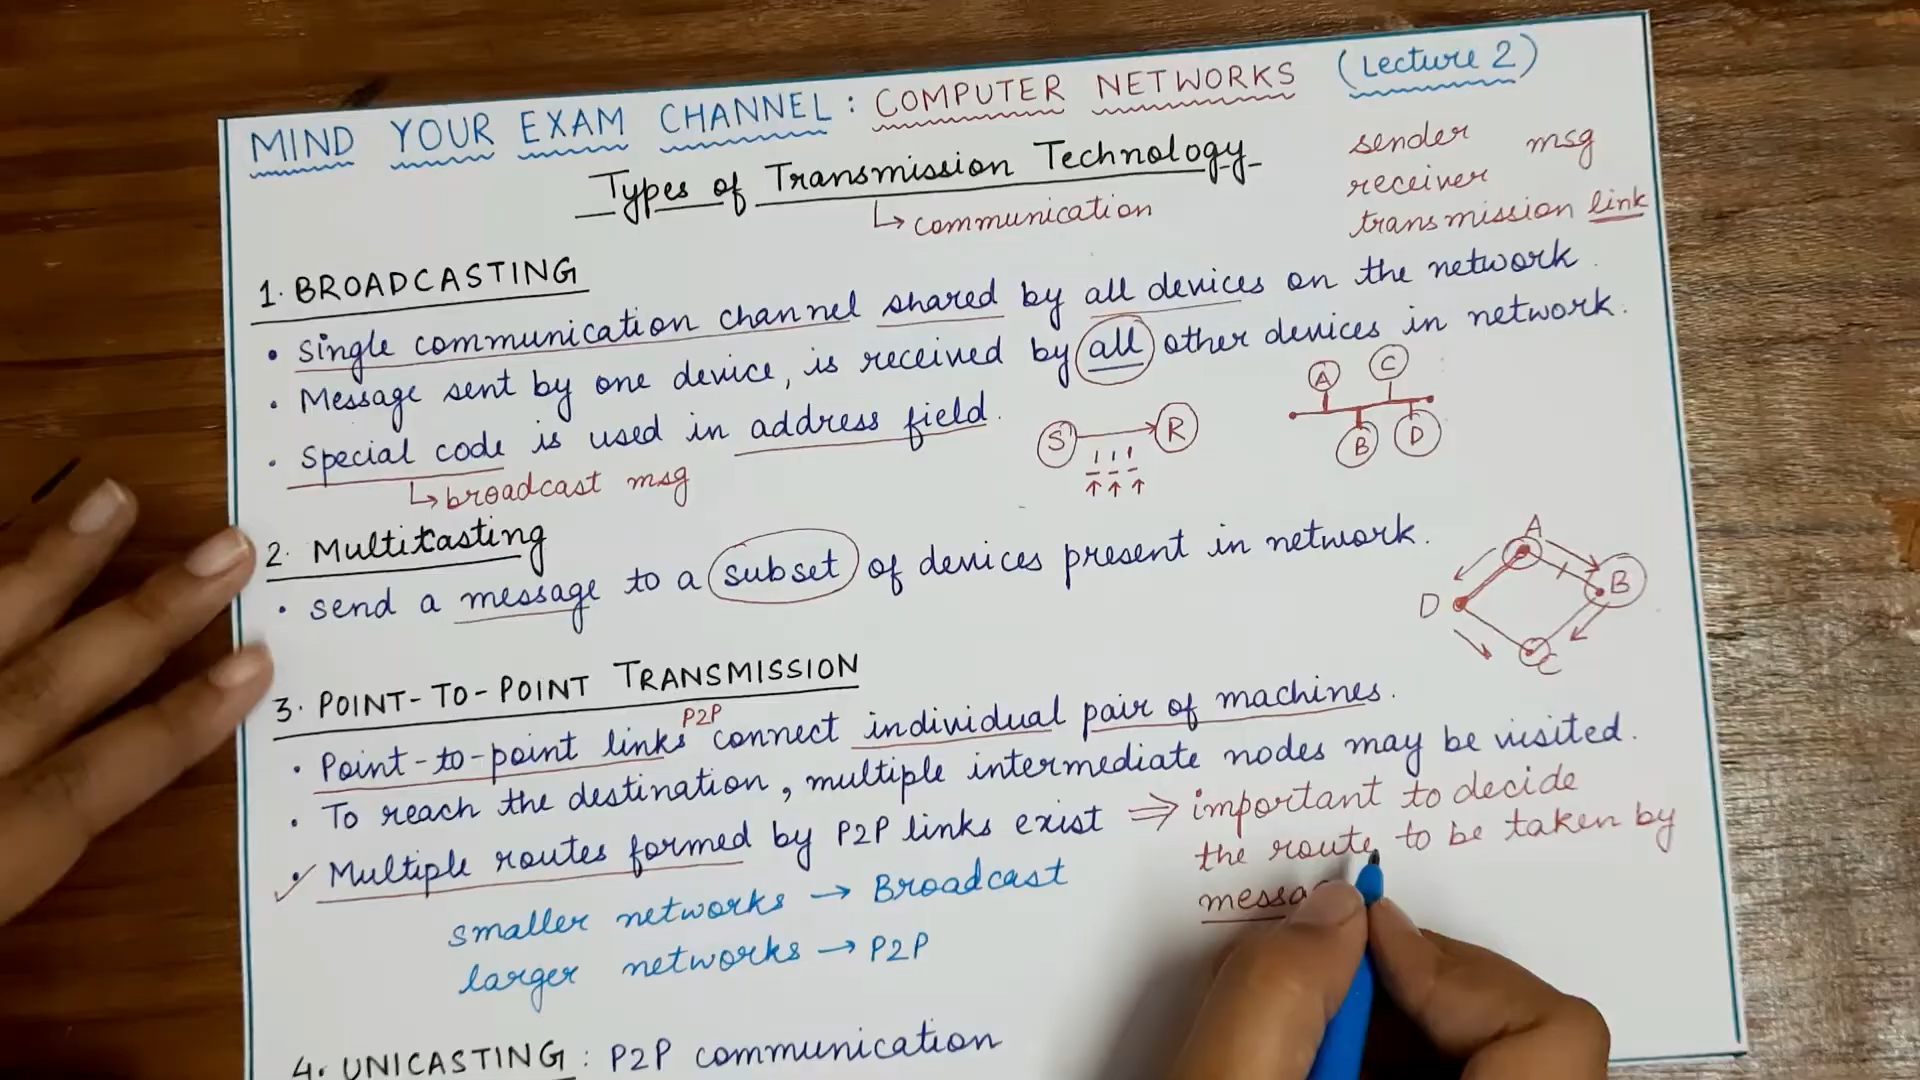 MIND YOUR EXAM CHANNEL : COMPUTER NETWORKS (Lecture 2)
Types of Transmission Technology
↳ communication
sender msg
receiver
transmission link
1. BROADCASTING
• Single communication channel shared by all devices on the network.
• Message sent by one device, is received by all other devices in network.
• Special code is used in address field.
↳ broadcast msg
S → R
A C
B D
2. Multicasting
• send a message to a subset of devices present in network.
A
B
D
C
3. POINT-TO-POINT TRANSMISSION
P2P
• Point-to-point links connect individual pair of machines.
• To reach the destination, multiple intermediate nodes may be visited.
• Multiple routes formed by P2P links exist ⇒ important to decide
the route to be taken by
smaller networks → Broadcast
larger networks → P2P
4. UNICASTING : P2P communication